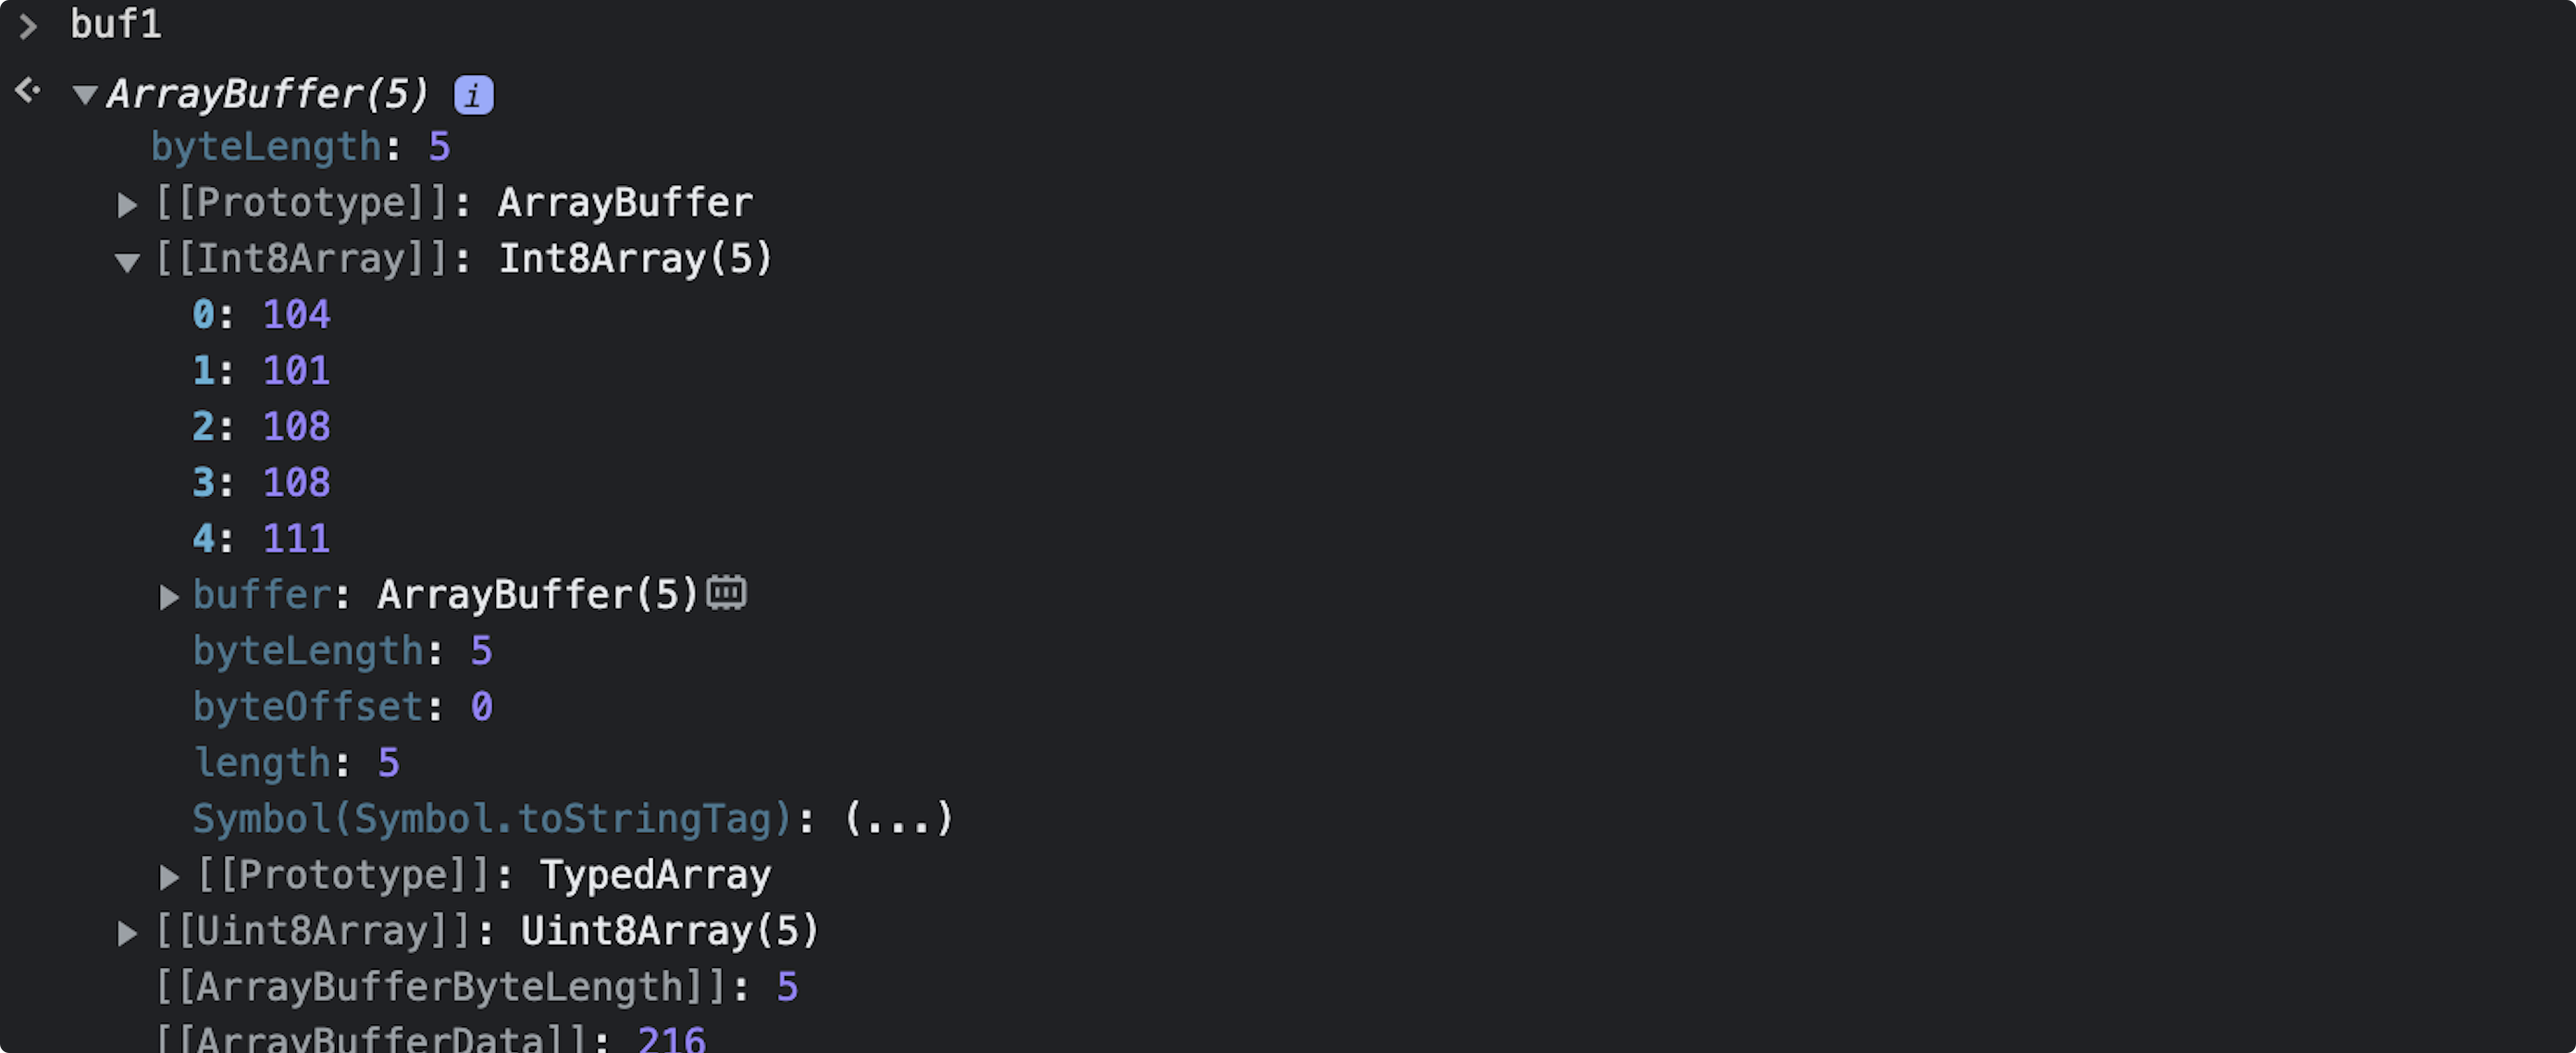 > buf1
ArrayBuffer(5) i
byteLength: 5
[[Prototype]]: ArrayBuffer
[[Int8Array]]: Int8Array(5)
0: 104
1: 101
2: 108
3: 108
4: 111
buffer: ArrayBuffer(5)
byteLength: 5
byteOffset: 0
length: 5
Symbol(Symbol.toStringTag): (...)
[[Prototype]]: TypedArray
[[Uint8Array]]: Uint8Array(5)
[[ArrayBufferByteLength]]: 5
[[ArrayBufferData]]: 216